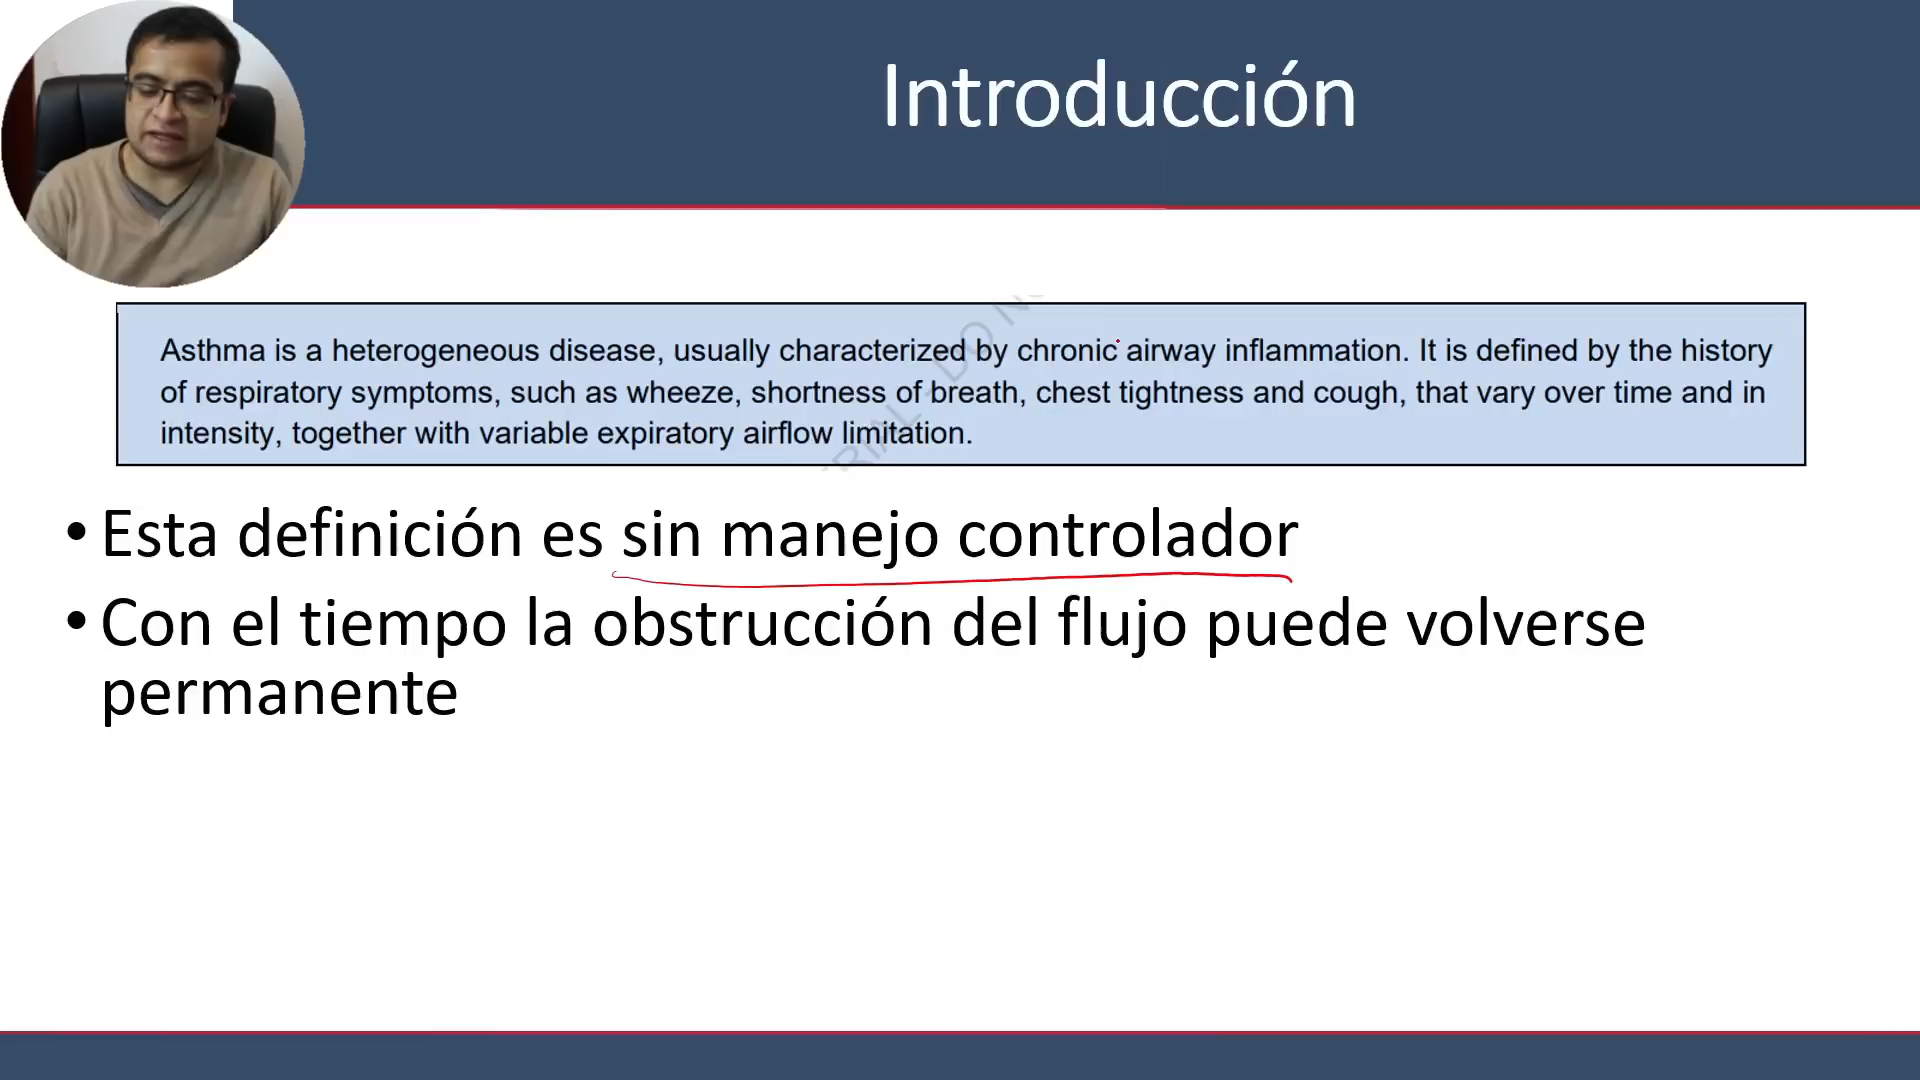 Introducción
Asthma is a heterogeneous disease, usually characterized by chronic airway inflammation. It is defined by the history
of respiratory symptoms, such as wheeze, shortness of breath, chest tightness and cough, that vary over time and in
intensity, together with variable expiratory airflow limitation.
• Esta definición es sin manejo controlador
• Con el tiempo la obstrucción del flujo puede volverse
permanente